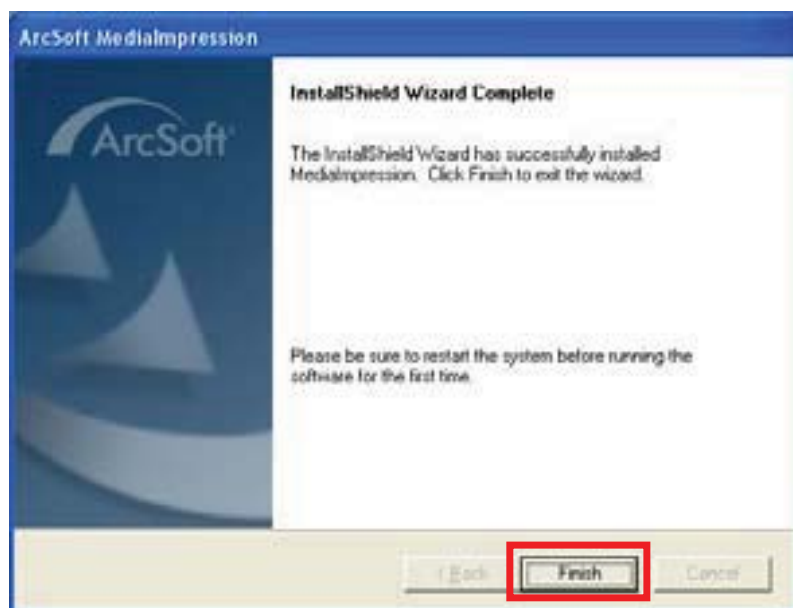 ArcSoft MediaImpression
ArcSoft
InstallShield Wizard Complete
The InstallShield Wizard has successfully installed
MediaImpression. Click Finish to exit the wizard.
Please be sure to restart the system before running the
software for the first time.
< Back
Finish
Cancel